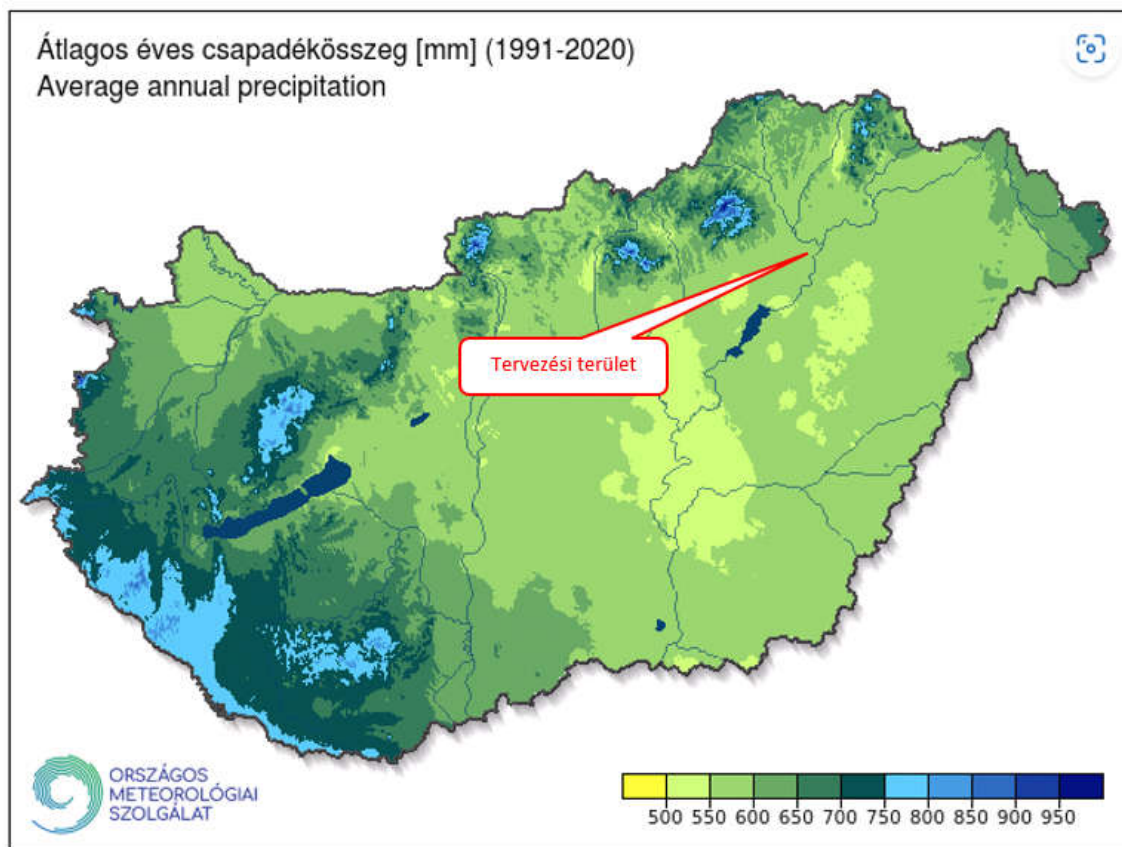 Átlagos éves csapadékösszeg [mm] (1991-2020)
Average annual precipitation
Tervezési terület
ORSZÁGOS
METEOROLÓGIAI
SZOLGÁLAT
500 550 600 650 700 750 800 850 900 950